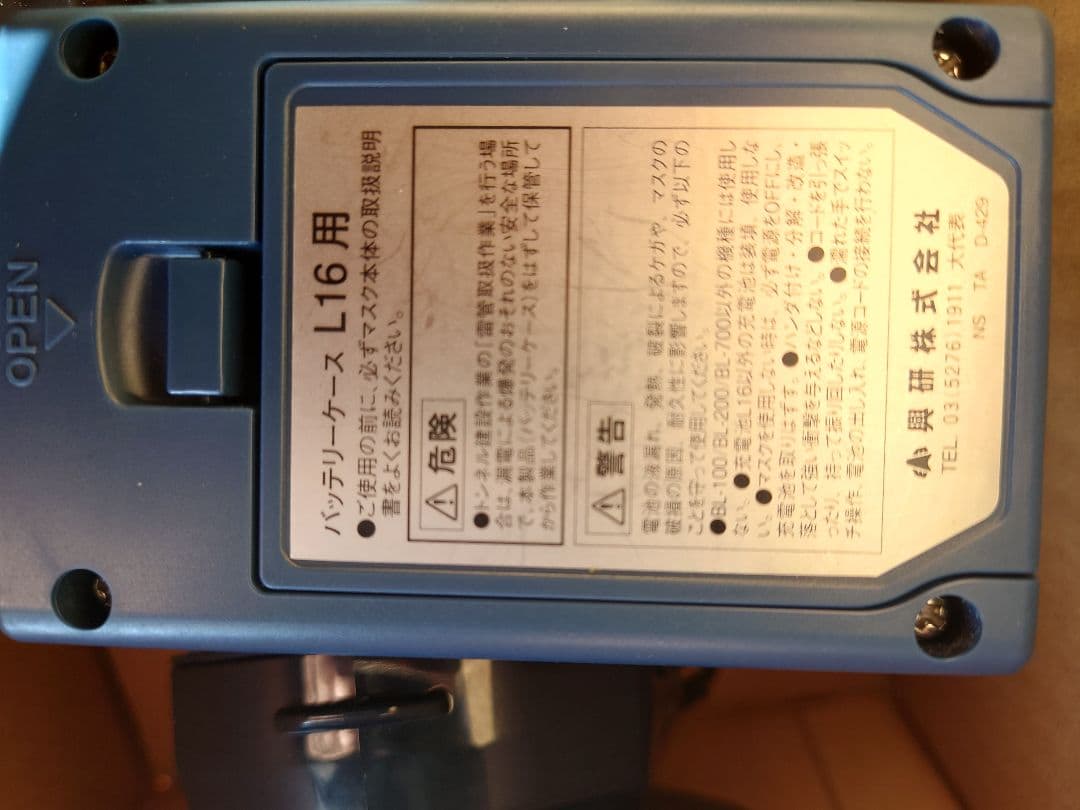 OPEN
バッテリーケース L16用
●ご使用の前に、必ずマスク本体の取扱説明
書をよくお読みください。
危険
●トンネル建設作業の「雷管取扱作業」を行う場
合は、漏電による爆発のおそれのない安全な場所
で、本製品(バッテリーケース)をはずして保管して
から作業してください。
警告
電池の液漏れ、発熱、破裂によるケガや、マスクの
破損の原因、耐久性に影響しますので、必ず以下の
ことを守って使用してください。
●BL-100/BL-200/BL-700以外の機種には使用し
ない。●充電池L16以外の充電池は装填、使用しな
い。●マスクを使用しない時は、必ず電源をOFFにし、
充電池を取りはずす。●ハンダ付け・分解・改造・
落として強い衝撃を与えるなどしない。●コードを引っ張
ったり、持って振り回したりしない。●濡れた手でスイッ
チ操作、電池の出し入れ、電源コードの接続を行わない。
興研株式会社
TEL 03(5276)1911 大代表
NS TA D-429